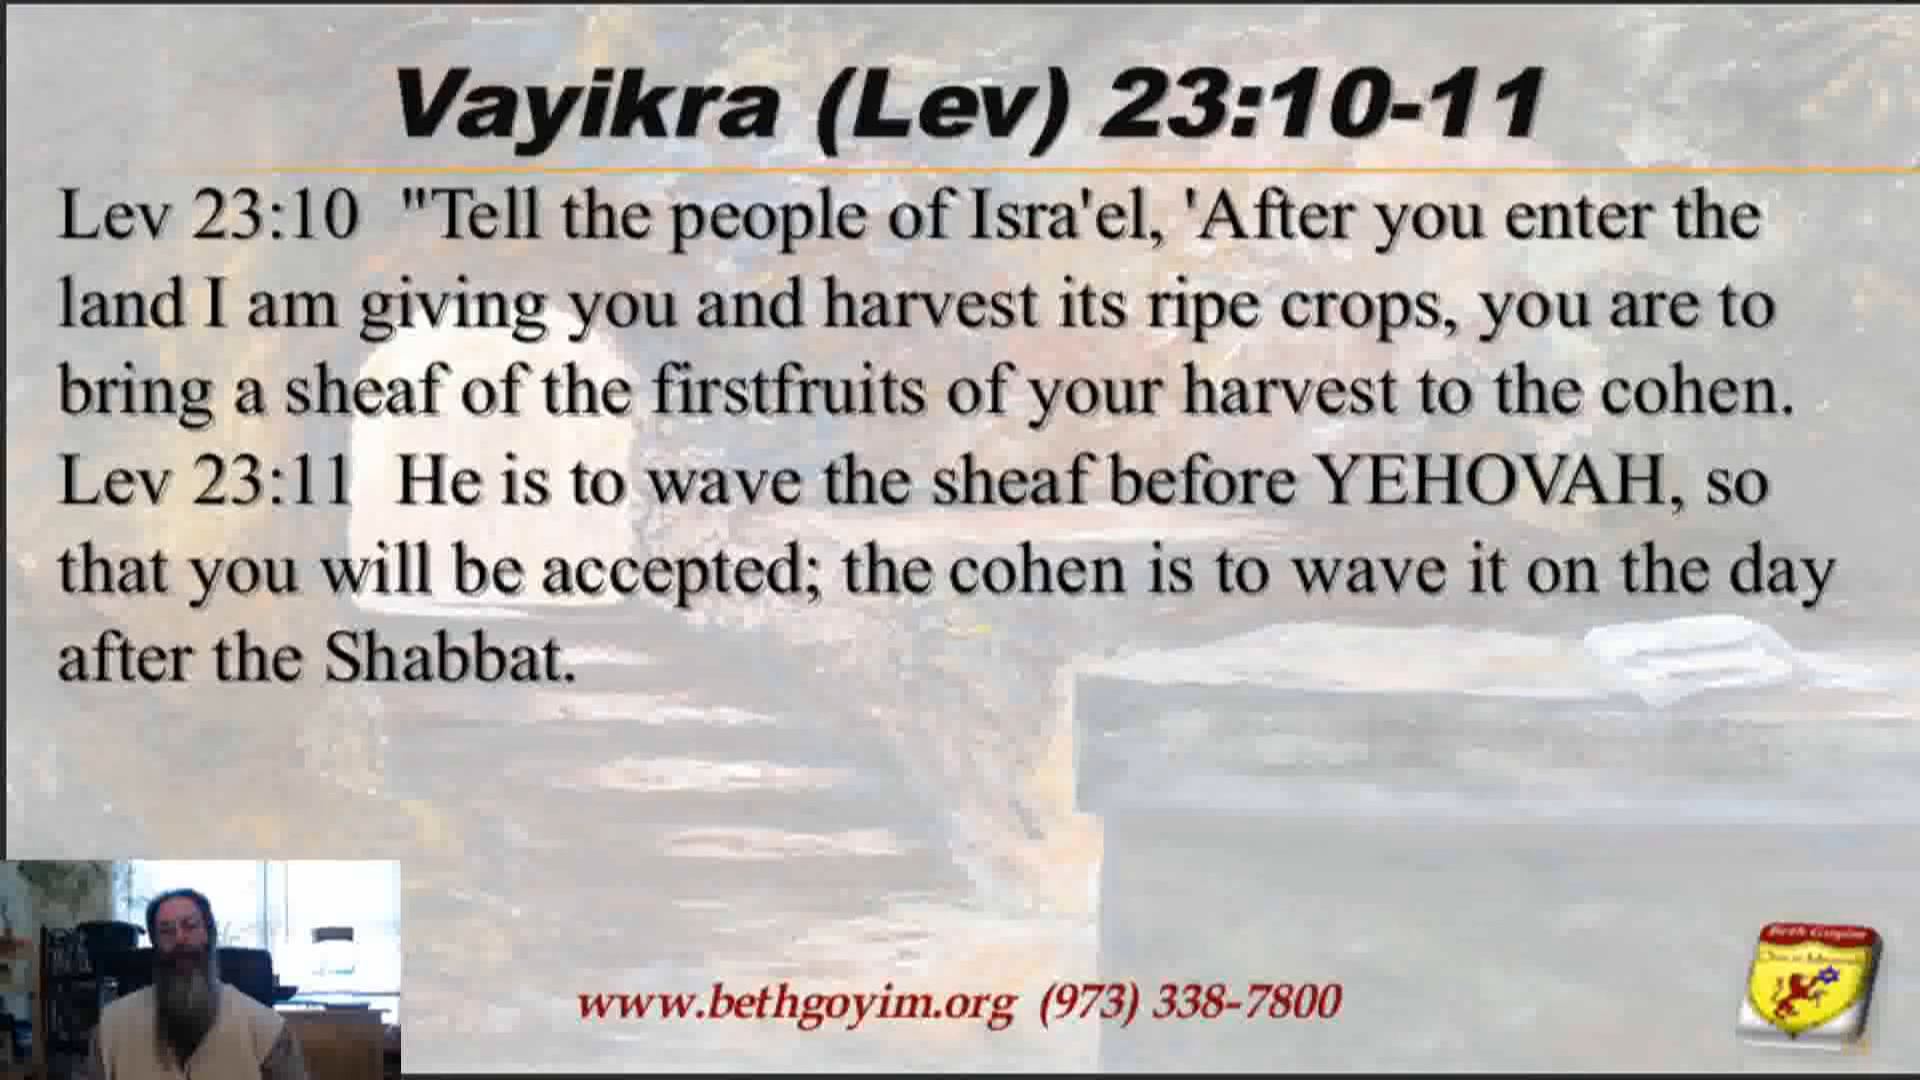 Vayikra (Lev) 23:10-11
Lev 23:10  "Tell the people of Isra'el, 'After you enter the
land I am giving you and harvest its ripe crops, you are to
bring a sheaf of the firstfruits of your harvest to the cohen.
Lev 23:11  He is to wave the sheaf before YEHOVAH, so
that you will be accepted; the cohen is to wave it on the day
after the Shabbat.
www.bethgoyim.org (973) 338-7800
Beth Goyim